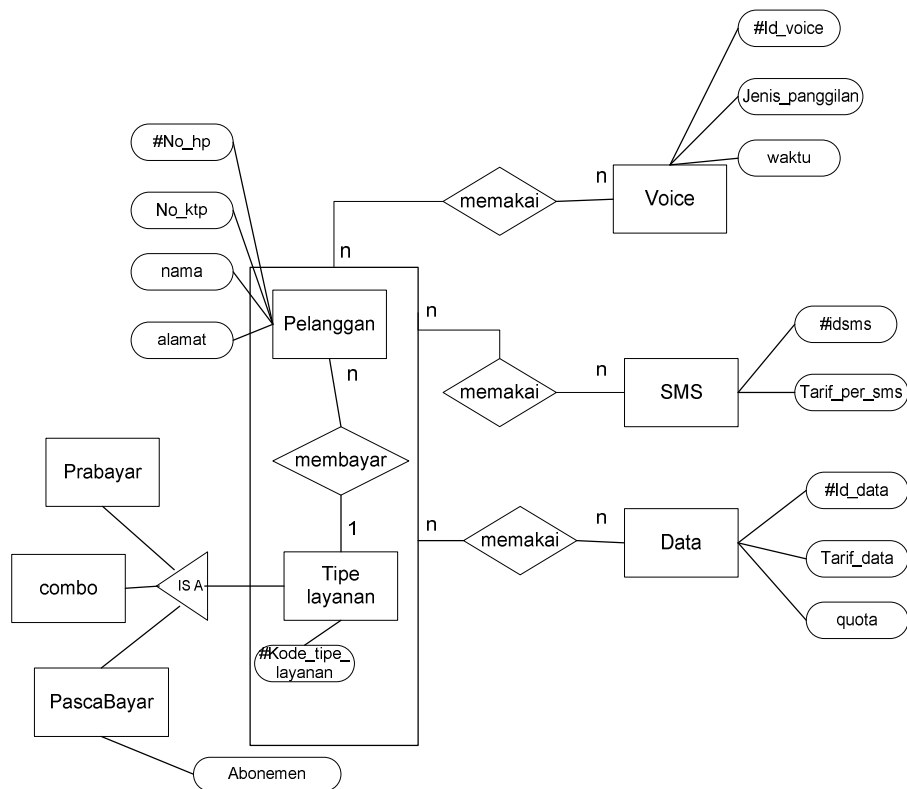 #Id_voice
Jenis_panggilan
waktu
#No_hp
No_ktp
nama
alamat
memakai
n
Voice
n
Pelanggan
n
n
#idsms
memakai
n
SMS
Tarif_per_sms
membayar
Prabayar
n
memakai
n
Data
#Id_data
Tarif_data
quota
1
combo
IS A
Tipe
layanan
#Kode_tipe_
layanan
PascaBayar
Abonemen